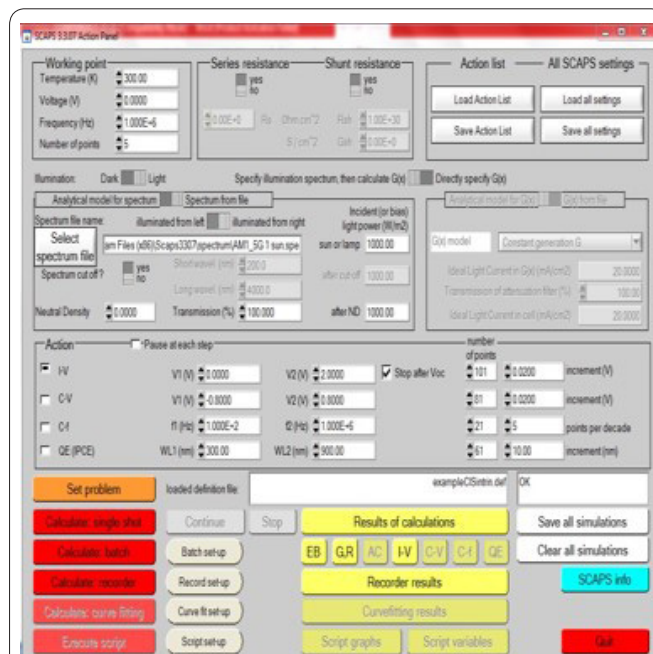 SCAPS 3.3.07 Action Panel
Working point
Temperature (K) 300.00
Voltage (V) 0.0000
Frequency (Hz) 1.000E+6
Number of points 5
Series resistance
yes
no
0.00E+0 Rs Ohm.cm^2
S / cm^2
Shunt resistance
yes
no
Rsh 1.00E+30
Gsh 0.00E+0
Action list
Load Action List
Save Action List
All SCAPS settings
Load all settings
Save all settings
Illumination: Dark Light
Specify illumination spectrum, then calculate G(x) Directly specify G(x)
Analytical model for spectrum Spectrum from file
Spectrum file name: illuminated from left illuminated from right
Incident (or bias)
light power (W/m2)
Select
spectrum file
am Files (x86)\Scaps3307\spectrum\AM1_5G 1 sun.spe
sun or lamp 1000.00
Spectrum cut off ? yes
no
Short wavel. (nm) 200.0
Long wavel. (nm) 4000.0
after cut-off 1000.00
Neutral Density 0.0000
Transmission (%) 100.000
after ND 1000.00
Analytical model for G(x) G(x) from file
G(x) model Constant generation G
Ideal Light Current in G(x) (mA/cm2) 20.0000
Transmission of attenuation filter (%) 100.00
Ideal Light Current in cell (mA/cm2) 20.0000
Action
Pause at each step
number
of points
I-V V1 (V) 0.0000 V2 (V) 2.0000 Stop after Voc 101 0.0200 increment (V)
C-V V1 (V) -0.8000 V2 (V) 0.8000 81 0.0200 increment (V)
C-f f1 (Hz) 1.000E+2 f2 (Hz) 1.000E+6 21 5 points per decade
QE (IPCE) WL1 (nm) 300.00 WL2 (nm) 900.00 61 10.00 increment (nm)
Set problem
loaded definition file:
exampleCISintrin.def
OK
Calculate: single shot
Continue
Stop
Results of calculations
Save all simulations
Calculate: batch
Batch set-up
EB G,R AC I-V C-V C-f QE
Clear all simulations
Calculate: recorder
Record set-up
Recorder results
SCAPS info
Calculate: curve fitting
Curve fit set-up
Curvefitting results
Execute script
Script set-up
Script graphs
Script variables
Quit